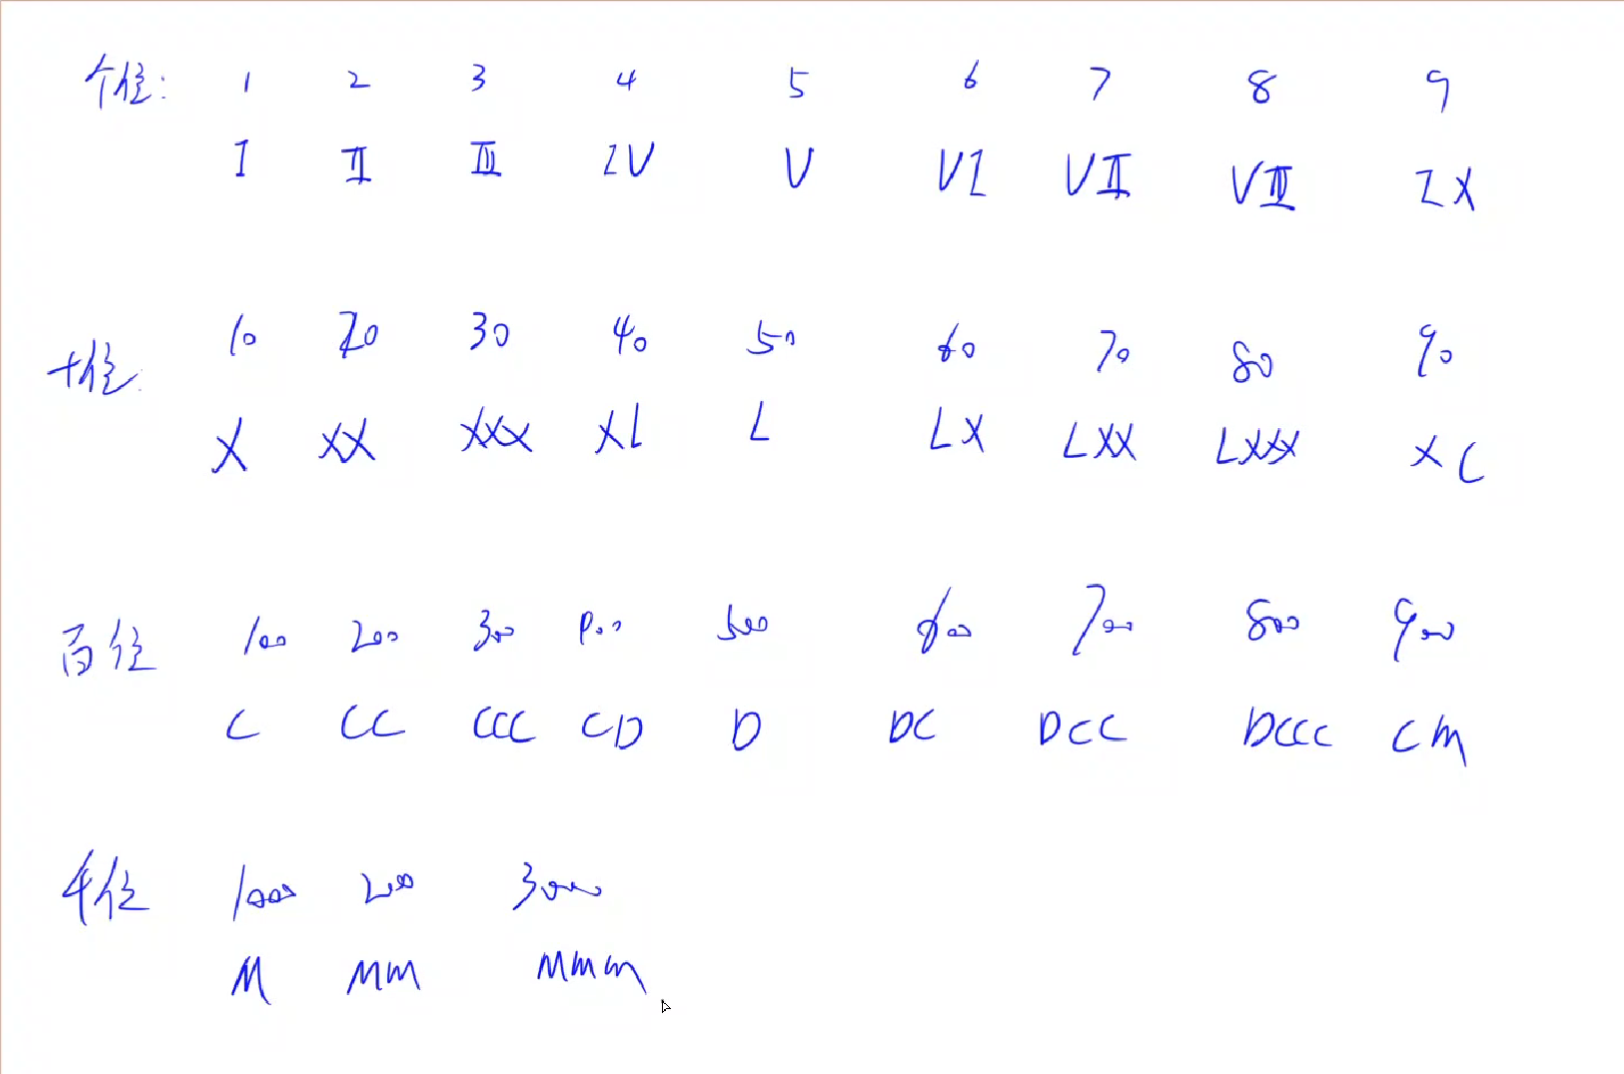 个位: 1 2 3 4 5 6 7 8 9
I II III IV V VI VII VIII IX
十位: 10 20 30 40 50 60 70 80 90
X XX XXX XL L LX LXX LXXX XC
百位 100 200 300 400 500 600 700 800 900
C CC CCC CD D DC DCC DCCC CM
千位 1000 2000 3000
M MM MMM